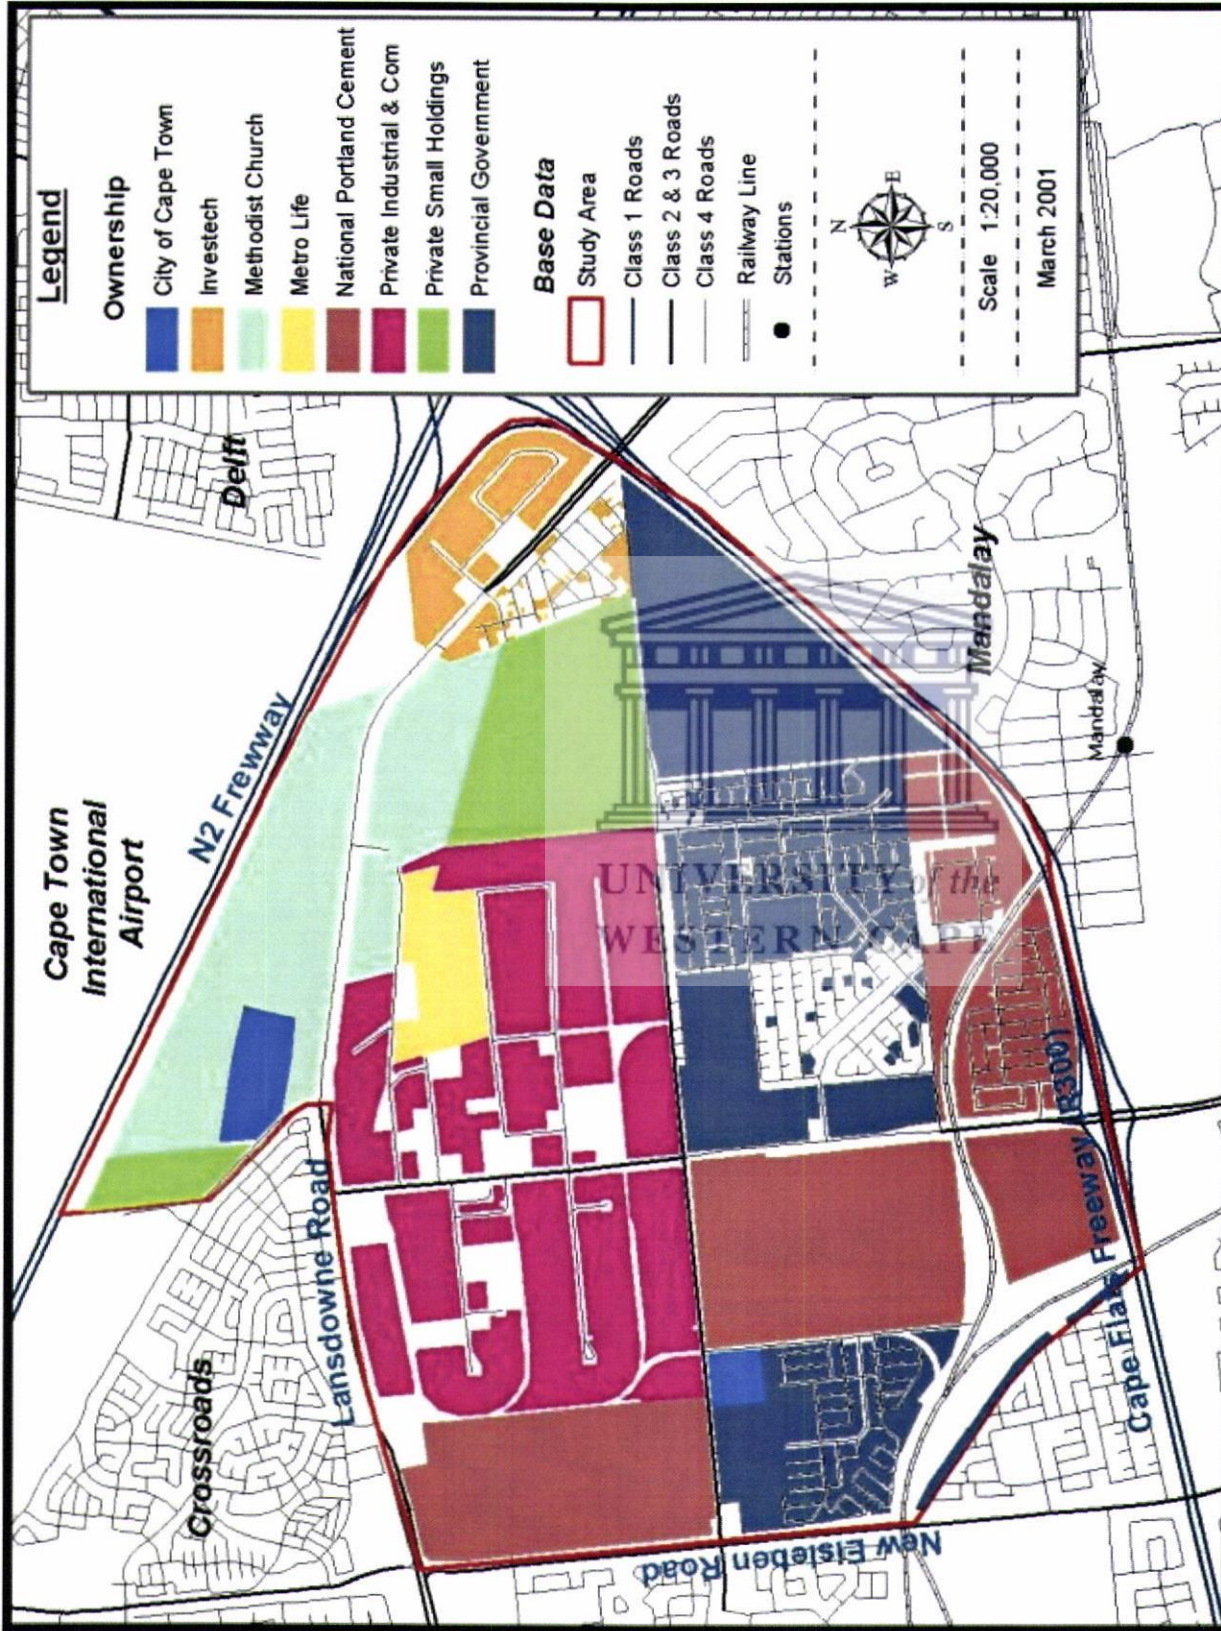 Legend
Ownership
City of Cape Town
Investech
Methodist Church
Metro Life
National Portland Cement
Private Industrial & Com
Private Small Holdings
Provincial Government
Base Data
Study Area
Class 1 Roads
Class 2 & 3 Roads
Class 4 Roads
Railway Line
Stations
N
W
E
S
Scale 1:20,000
March 2001
Cape Town
International
Airport
N2 Frewway
Delft
Crossroads
Lansdowne Road
Mandalay
Mandalay
New Eisleben Road
Cape Flats Freeway (R300)
UNIVERSITY of the
WESTERN CAPE